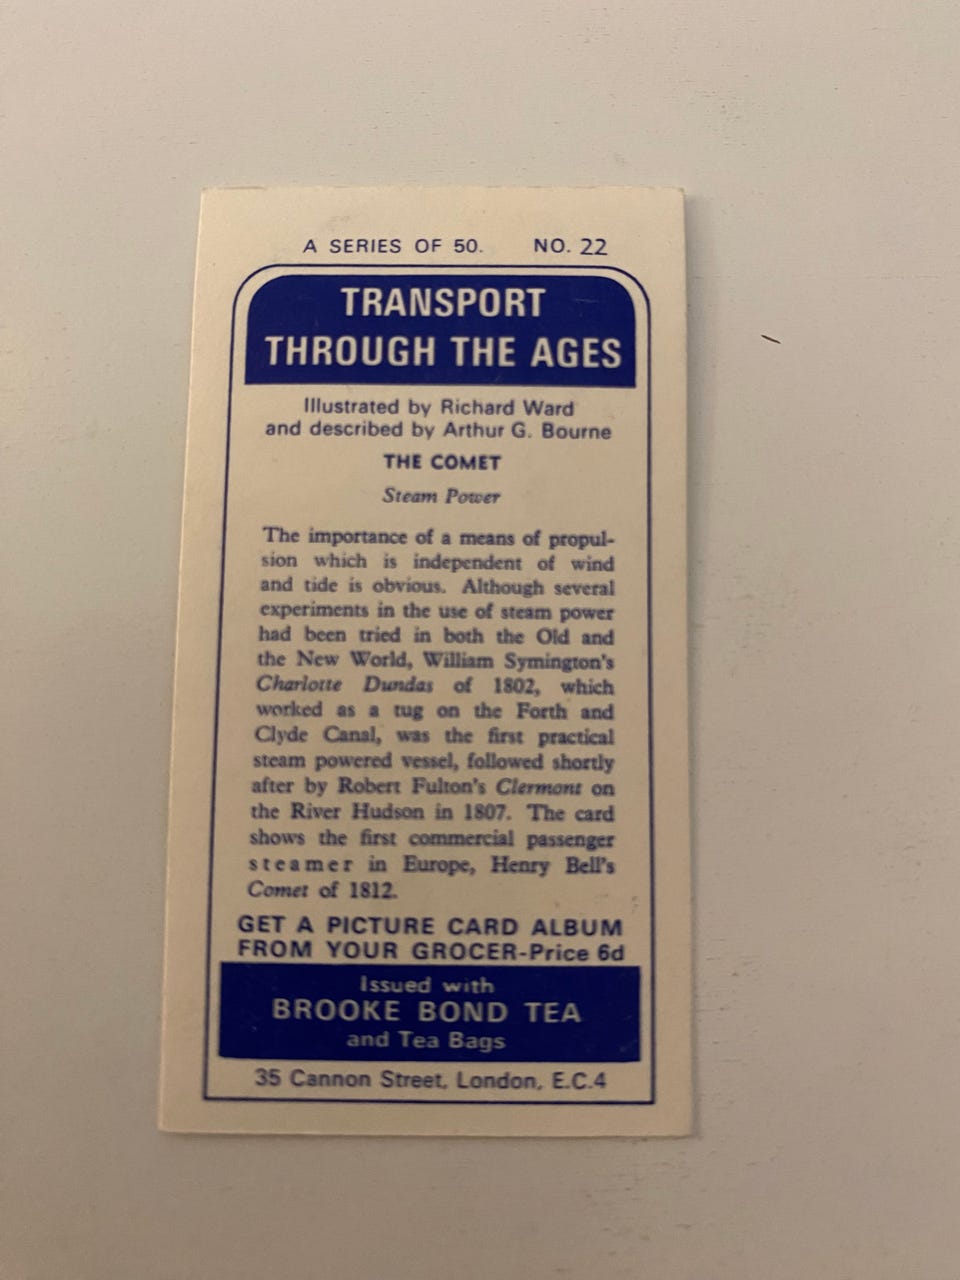 A SERIES OF 50. NO. 22
TRANSPORT
THROUGH THE AGES
Illustrated by Richard Ward
and described by Arthur G. Bourne
THE COMET
Steam Power
The importance of a means of propul-
sion which is independent of wind
and tide is obvious. Although several
experiments in the use of steam power
had been tried in both the Old and
the New World, William Symington's
Charlotte Dundas of 1802, which
worked as a tug on the Forth and
Clyde Canal, was the first practical
steam powered vessel, followed shortly
after by Robert Fulton's Clermont on
the River Hudson in 1807. The card
shows the first commercial passenger
steamer in Europe, Henry Bell's
Comet of 1812.
GET A PICTURE CARD ALBUM
FROM YOUR GROCER-Price 6d
Issued with
BROOKE BOND TEA
and Tea Bags
35 Cannon Street, London, E.C.4